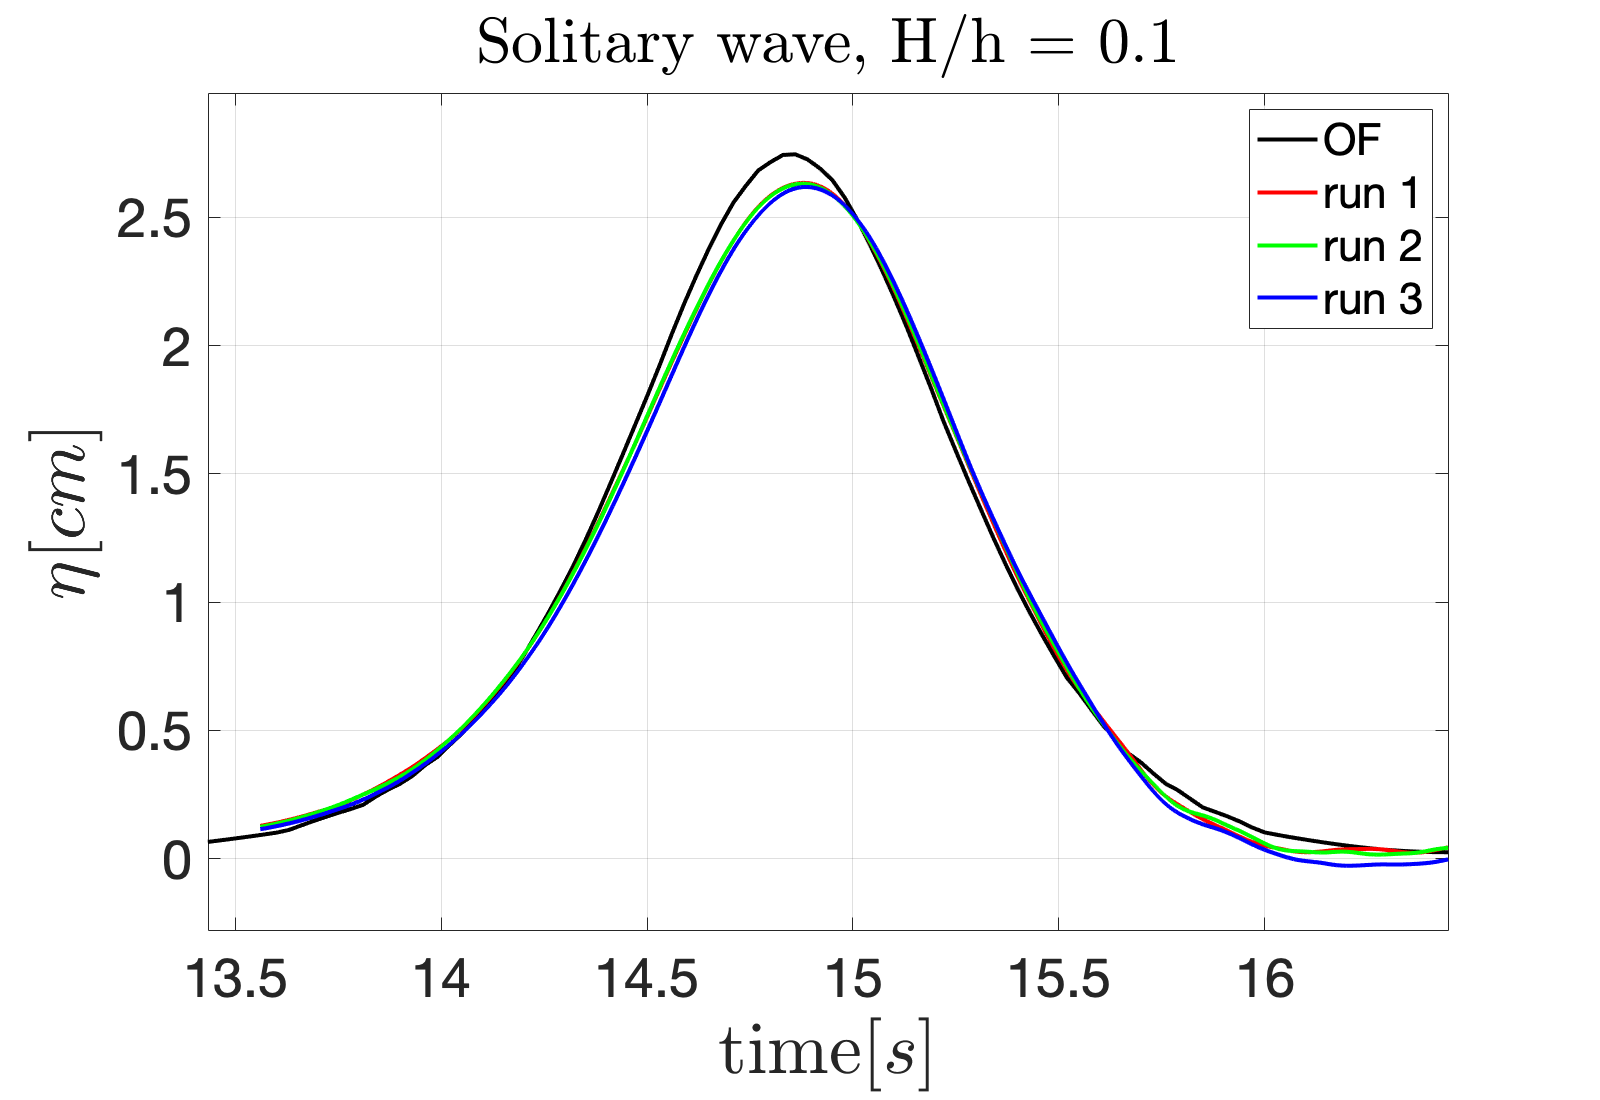 Solitary wave, H/h = 0.1
OF
run 1
run 2
run 3
η[cm]
2.5
2
1.5
1
0.5
0
13.5 14 14.5 15 15.5 16
time[s]